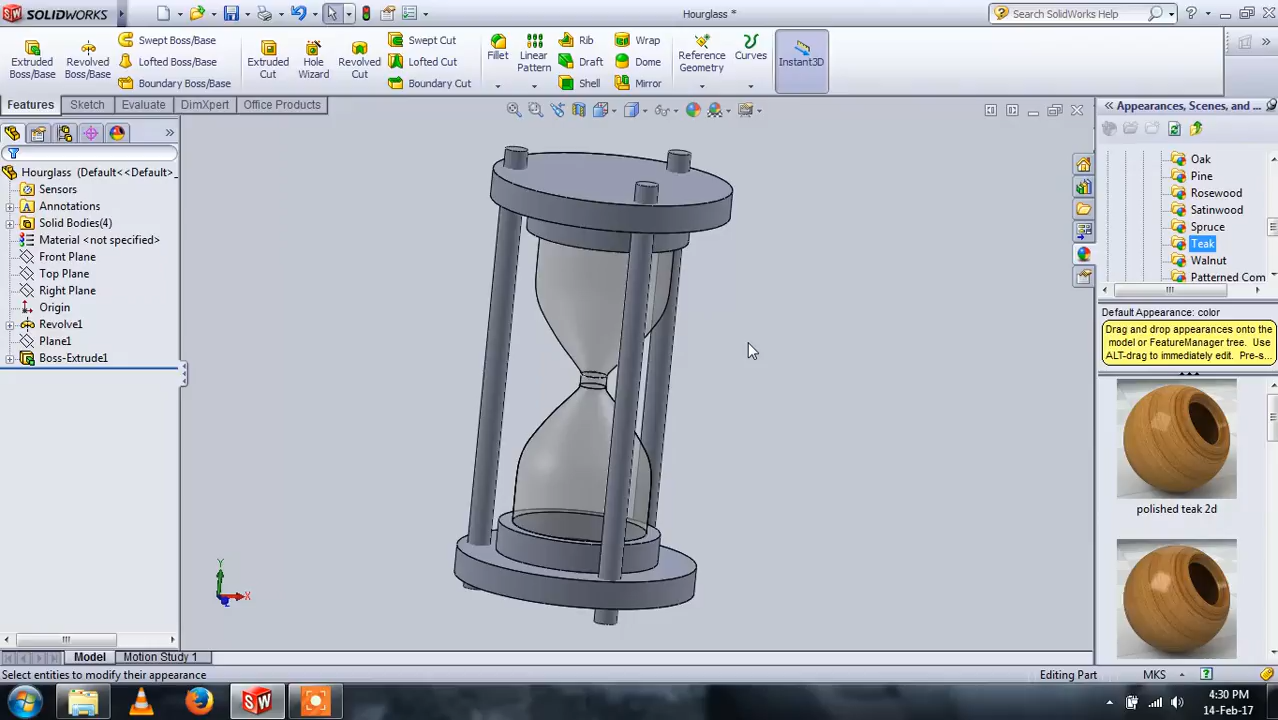 SOLIDWORKS
Hourglass *
Search SolidWorks Help
Extruded Boss/Base
Revolved Boss/Base
Swept Boss/Base
Lofted Boss/Base
Boundary Boss/Base
Extruded Cut
Hole Wizard
Revolved Cut
Swept Cut
Lofted Cut
Boundary Cut
Fillet
Linear Pattern
Rib
Draft
Shell
Wrap
Dome
Mirror
Reference Geometry
Curves
Instant3D
Features
Sketch
Evaluate
DimXpert
Office Products
Appearances, Scenes, and ...
Hourglass (Default<<Default>_
Sensors
Annotations
Solid Bodies(4)
Material <not specified>
Front Plane
Top Plane
Right Plane
Origin
Revolve1
Plane1
Boss-Extrude1
Oak
Pine
Rosewood
Satinwood
Spruce
Teak
Walnut
Patterned Com
Default Appearance: color
Drag and drop appearances onto the
model or FeatureManager tree. Use
ALT-drag to immediately edit. Pre-s...
polished teak 2d
Y
X
Z
Model
Motion Study 1
Select entities to modify their appearance
Editing Part
MKS
4:30 PM
14-Feb-17